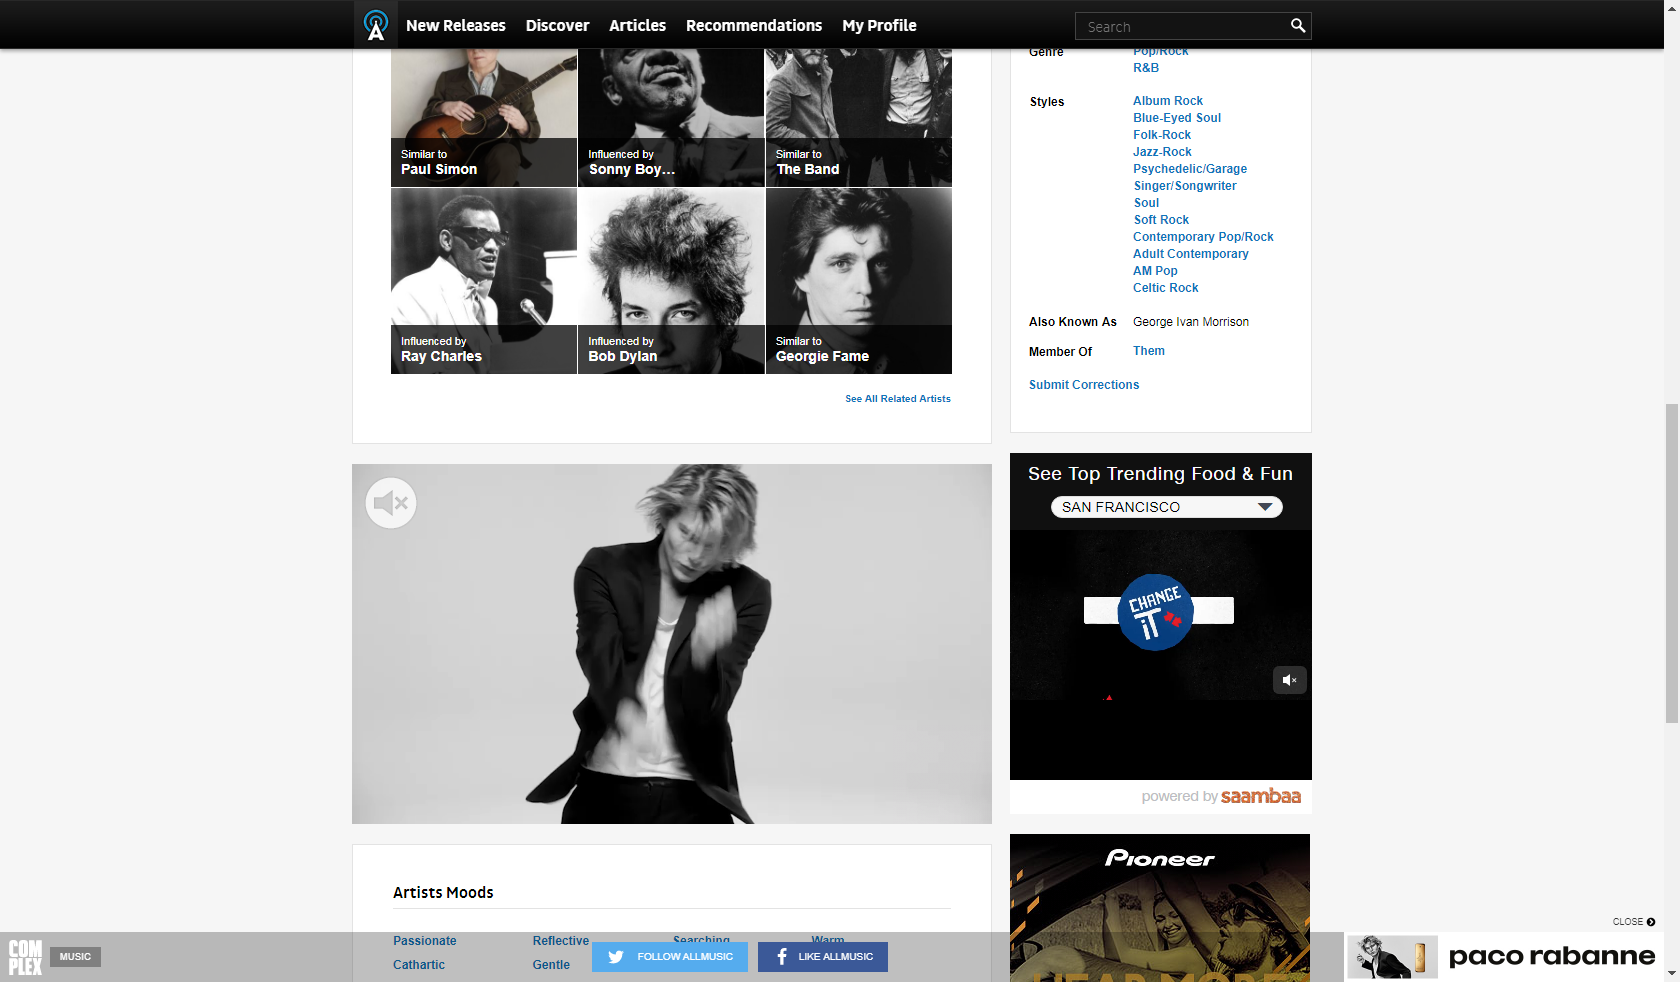 New Releases Discover Articles Recommendations My Profile
Search
Similar to
Paul Simon
Influenced by
Sonny Boy...
Similar to
The Band
Influenced by
Ray Charles
Influenced by
Bob Dylan
Similar to
Georgie Fame
See All Related Artists
Genre
Pop/Rock
R&B
Styles
Album Rock
Blue-Eyed Soul
Folk-Rock
Jazz-Rock
Psychedelic/Garage
Singer/Songwriter
Soul
Soft Rock
Contemporary Pop/Rock
Adult Contemporary
AM Pop
Celtic Rock
Also Known As George Ivan Morrison
Member Of Them
Submit Corrections
See Top Trending Food & Fun
SAN FRANCISCO
CHANGE
iT
powered by saambaa
Pioneer
HEAR MORE
Artists Moods
Passionate Reflective Searching Warm
Cathartic Gentle
COM
PLEX
MUSIC
FOLLOW ALLMUSIC
LIKE ALLMUSIC
CLOSE
paco rabanne